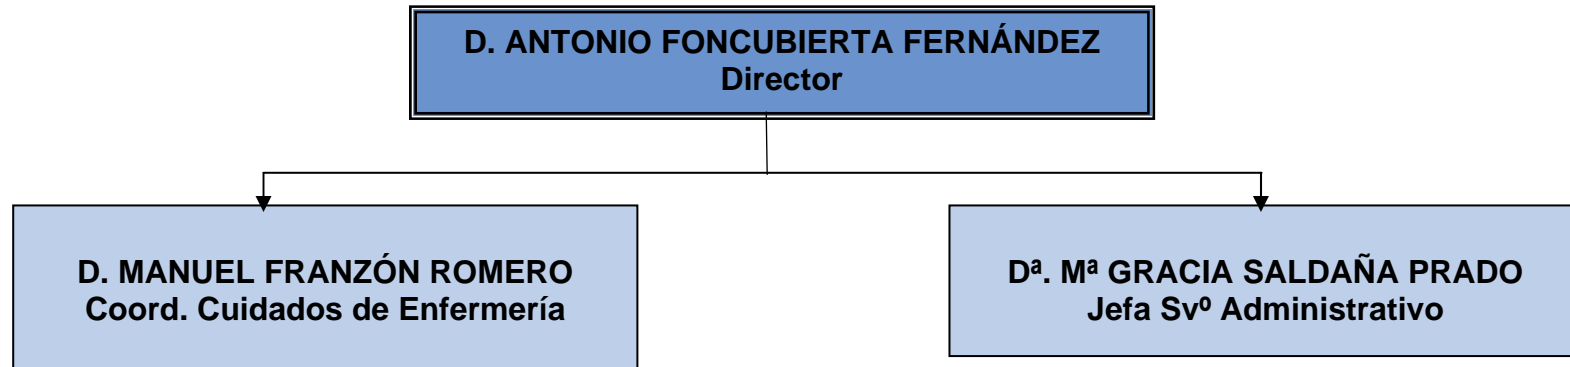 D. ANTONIO FONCUBIERTA FERNÁNDEZ
Director
D. MANUEL FRANZÓN ROMERO
Coord. Cuidados de Enfermería
Dª. Mª GRACIA SALDAÑA PRADO
Jefa Svº Administrativo